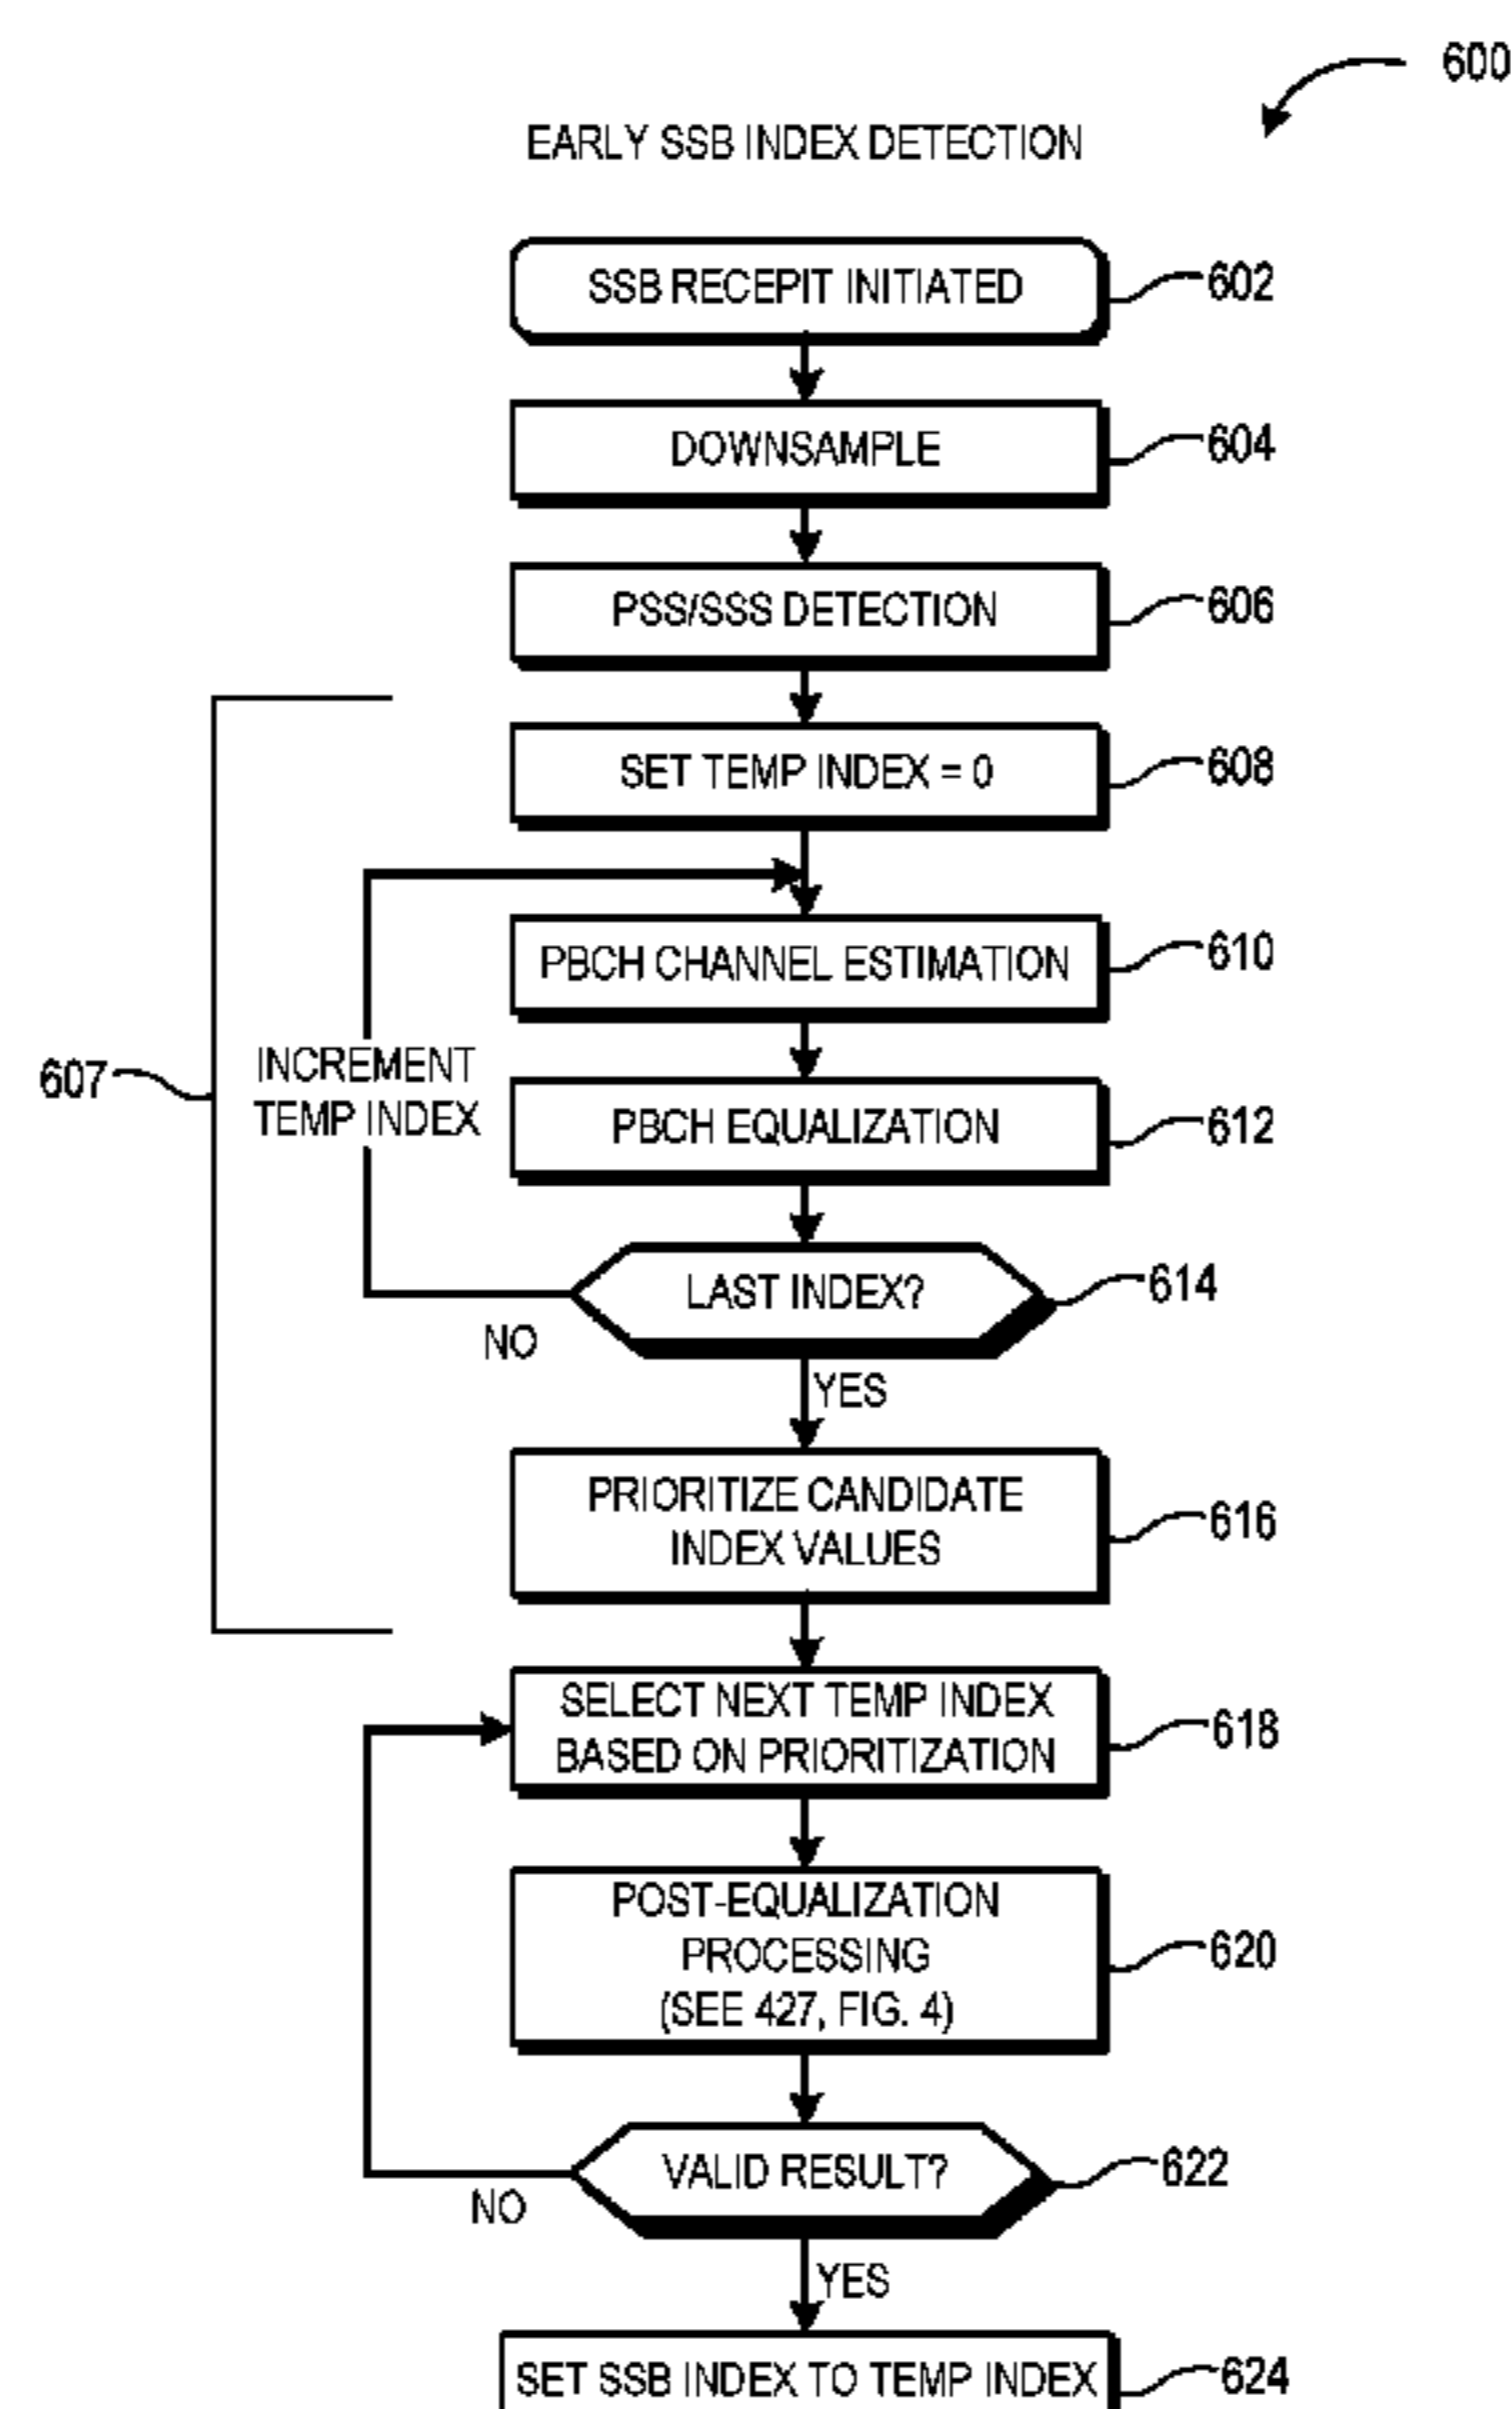 600
EARLY SSB INDEX DETECTION
SSB RECEPIT INITIATED
602
DOWNSAMPLE
604
PSS/SSS DETECTION
606
SET TEMP INDEX = 0
608
PBCH CHANNEL ESTIMATION
610
607
INCREMENT
TEMP INDEX
PBCH EQUALIZATION
612
LAST INDEX?
614
NO
YES
PRIORITIZE CANDIDATE
INDEX VALUES
616
SELECT NEXT TEMP INDEX
BASED ON PRIORITIZATION
618
POST-EQUALIZATION
PROCESSING
(SEE 427, FIG. 4)
620
VALID RESULT?
622
NO
YES
SET SSB INDEX TO TEMP INDEX
624